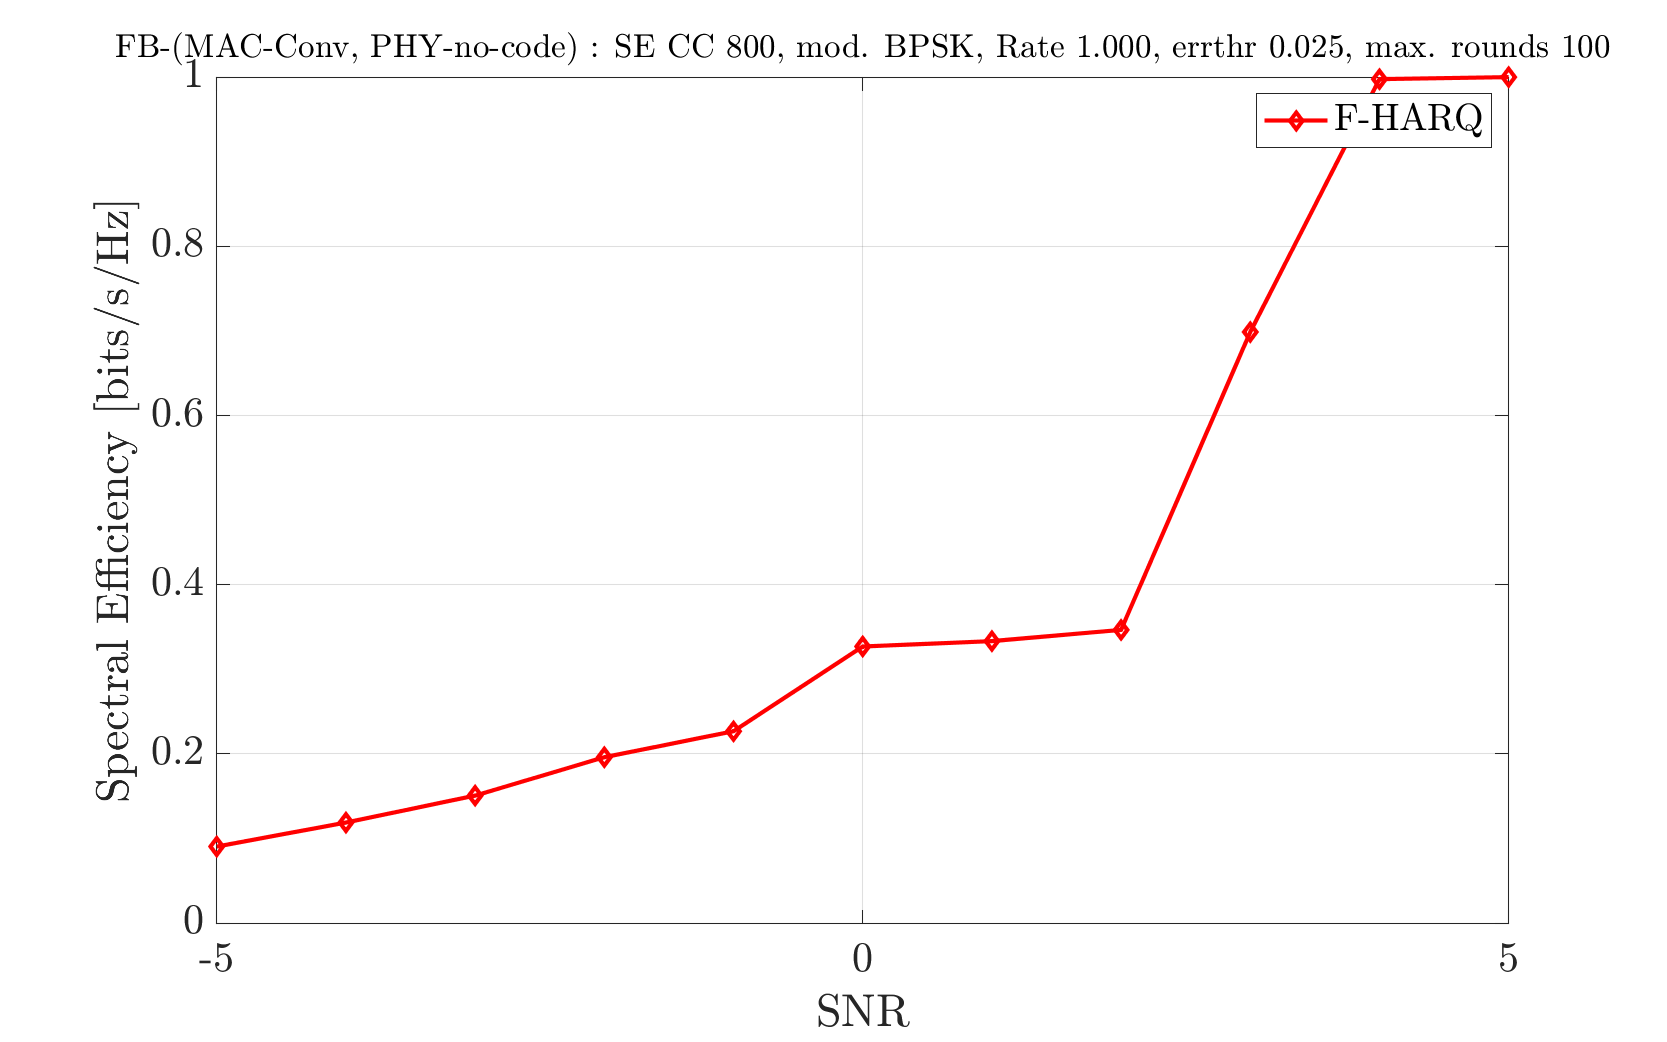 FB-(MAC-Conv, PHY-no-code) : SE CC 800, mod. BPSK, Rate 1.000, errthr 0.025, max. rounds 100
F-HARQ
Spectral Efficiency [bits/s/Hz]
1
0.8
0.6
0.4
0.2
0
-5
0
5
SNR